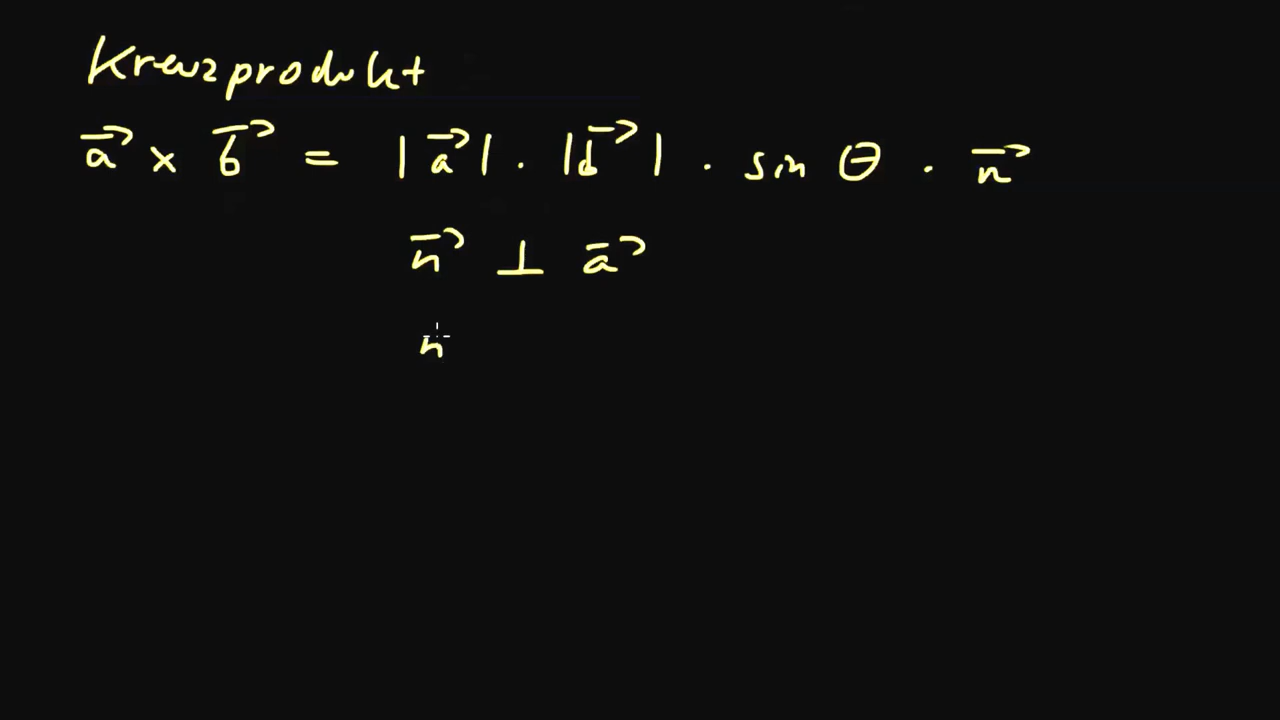 Kreuzprodukt
a⃗ × b⃗ = |a⃗| · |b⃗| · sin θ · n⃗
n⃗ ⊥ a⃗
n